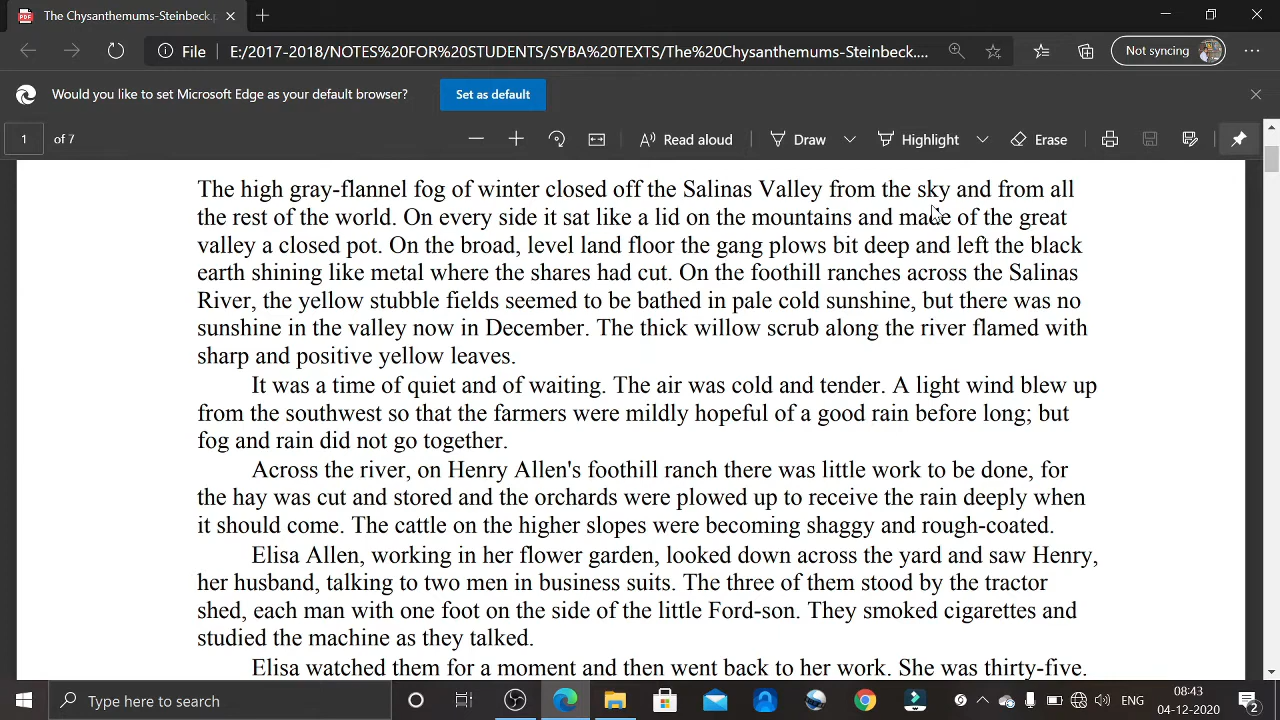 The Chysanthemums-Steinbeck.
File E:/2017-2018/NOTES%20FOR%20STUDENTS/SYBA%20TEXTS/The%20Chysanthemums-Steinbeck.... Not syncing
Would you like to set Microsoft Edge as your default browser? Set as default
1 of 7 Read aloud Draw Highlight Erase
The high gray-flannel fog of winter closed off the Salinas Valley from the sky and from all
the rest of the world. On every side it sat like a lid on the mountains and made of the great
valley a closed pot. On the broad, level land floor the gang plows bit deep and left the black
earth shining like metal where the shares had cut. On the foothill ranches across the Salinas
River, the yellow stubble fields seemed to be bathed in pale cold sunshine, but there was no
sunshine in the valley now in December. The thick willow scrub along the river flamed with
sharp and positive yellow leaves.
It was a time of quiet and of waiting. The air was cold and tender. A light wind blew up
from the southwest so that the farmers were mildly hopeful of a good rain before long; but
fog and rain did not go together.
Across the river, on Henry Allen's foothill ranch there was little work to be done, for
the hay was cut and stored and the orchards were plowed up to receive the rain deeply when
it should come. The cattle on the higher slopes were becoming shaggy and rough-coated.
Elisa Allen, working in her flower garden, looked down across the yard and saw Henry,
her husband, talking to two men in business suits. The three of them stood by the tractor
shed, each man with one foot on the side of the little Ford-son. They smoked cigarettes and
studied the machine as they talked.
Elisa watched them for a moment and then went back to her work. She was thirty-five.
Type here to search ENG 08:43
04-12-2020 2